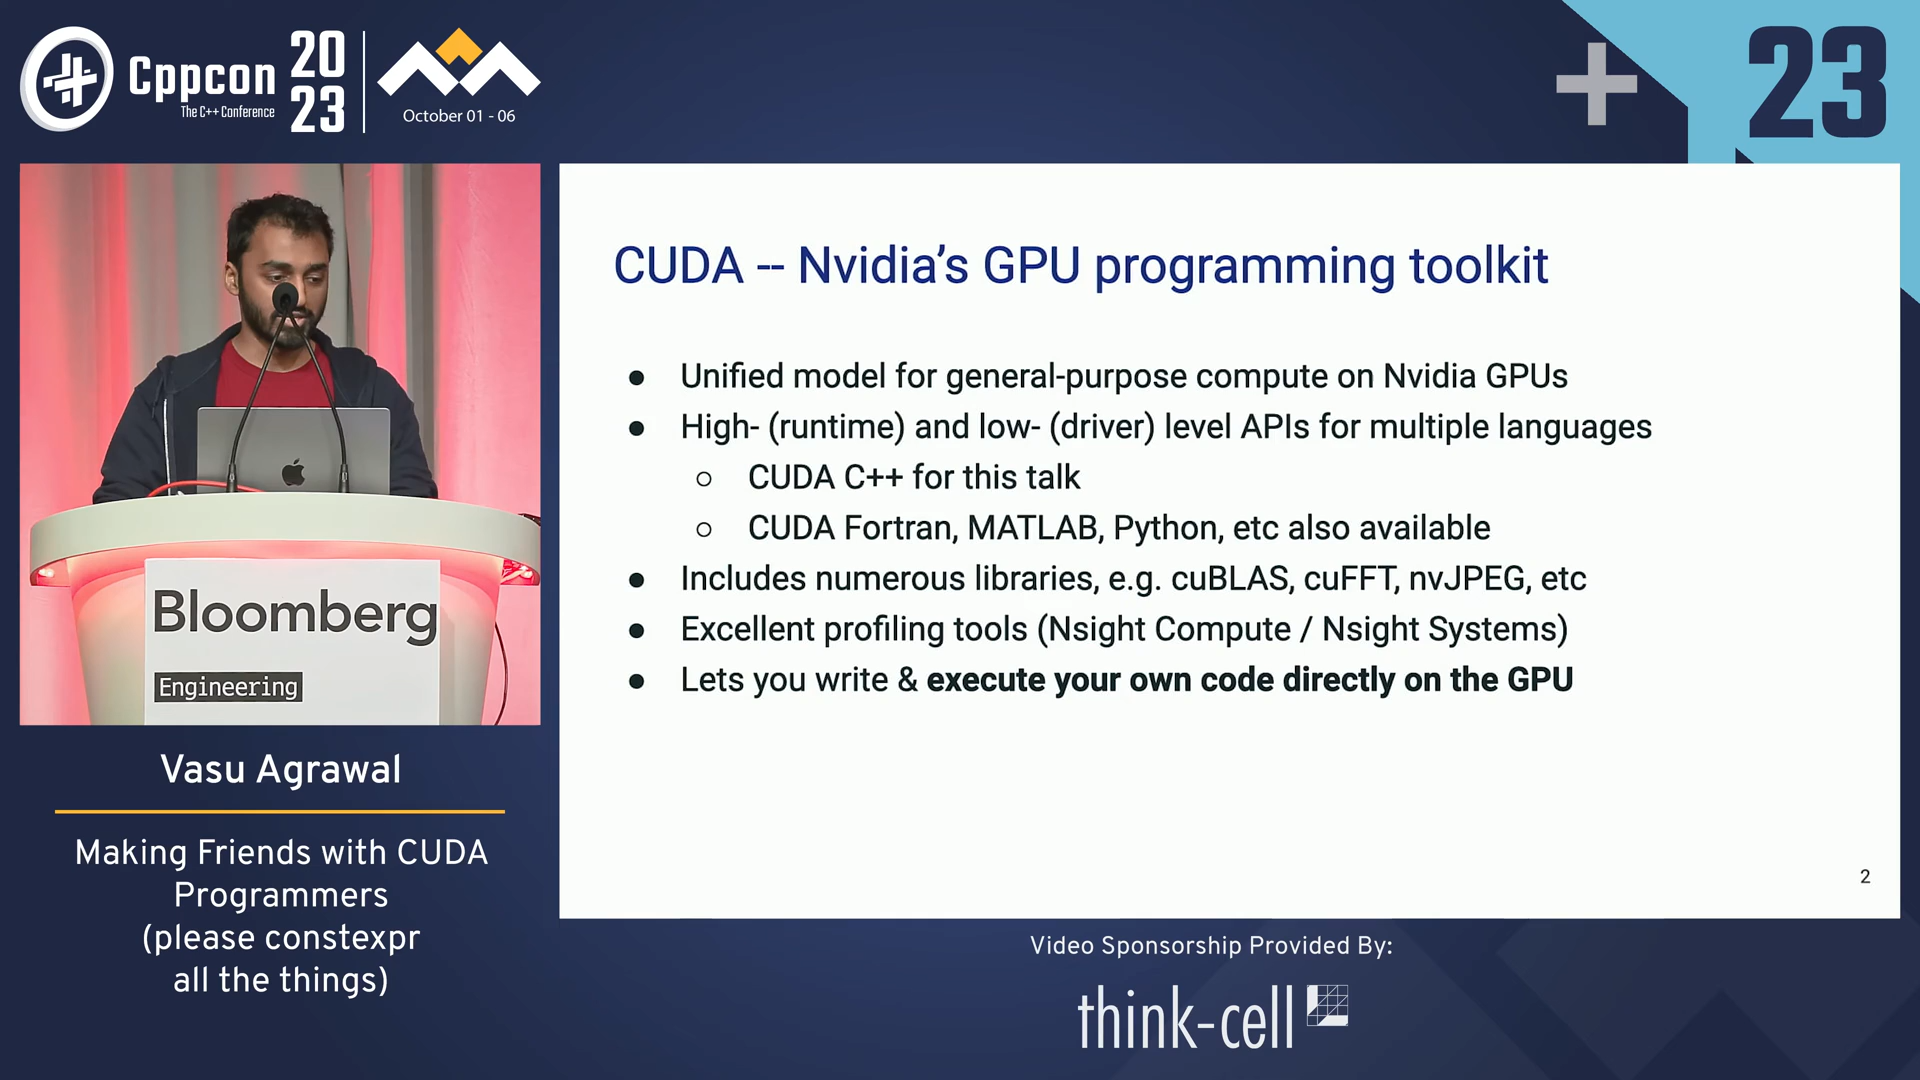 Cppcon
The C++ Conference
20
23
October 01 - 06
23
CUDA -- Nvidia's GPU programming toolkit
● Unified model for general-purpose compute on Nvidia GPUs
● High- (runtime) and low- (driver) level APIs for multiple languages
○ CUDA C++ for this talk
○ CUDA Fortran, MATLAB, Python, etc also available
● Includes numerous libraries, e.g. cuBLAS, cuFFT, nvJPEG, etc
● Excellent profiling tools (Nsight Compute / Nsight Systems)
● Lets you write & execute your own code directly on the GPU
2
Bloomberg
Engineering
Vasu Agrawal
Making Friends with CUDA
Programmers
(please constexpr
all the things)
Video Sponsorship Provided By:
think-cell